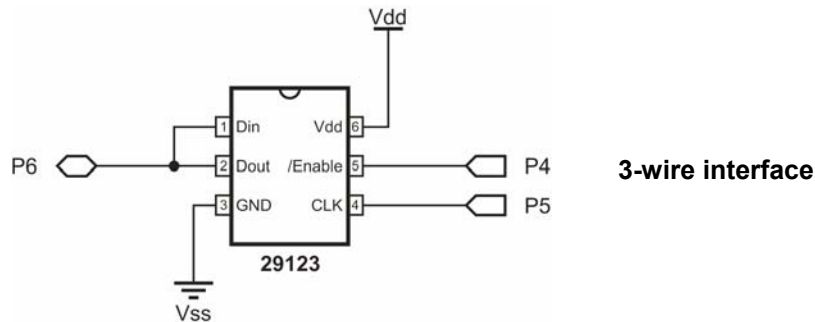 Vdd
1 Din Vdd 6
P6 2 Dout /Enable 5 P4
3 GND CLK 4 P5
29123
Vss
3-wire interface